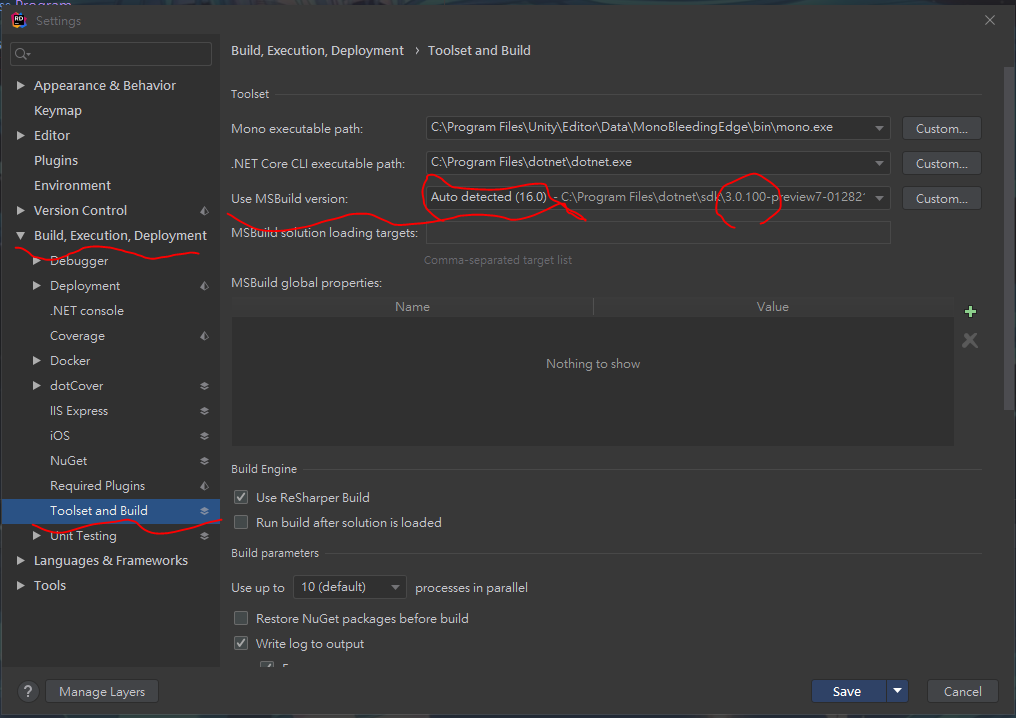 ss Program
RD Settings
Build, Execution, Deployment › Toolset and Build
Appearance & Behavior
Keymap
Editor
Plugins
Environment
Version Control
Build, Execution, Deployment
Debugger
Deployment
.NET console
Coverage
Docker
dotCover
IIS Express
iOS
NuGet
Required Plugins
Toolset and Build
Unit Testing
Languages & Frameworks
Tools
Toolset
Mono executable path: C:\Program Files\Unity\Editor\Data\MonoBleedingEdge\bin\mono.exe Custom...
.NET Core CLI executable path: C:\Program Files\dotnet\dotnet.exe Custom...
Use MSBuild version: Auto detected (16.0) - C:\Program Files\dotnet\sdk\3.0.100-preview7-01282 Custom...
MSBuild solution loading targets:
Comma-separated target list
MSBuild global properties:
Name Value
Nothing to show
Build Engine
Use ReSharper Build
Run build after solution is loaded
Build parameters
Use up to 10 (default) processes in parallel
Restore NuGet packages before build
Write log to output
? Manage Layers Save Cancel